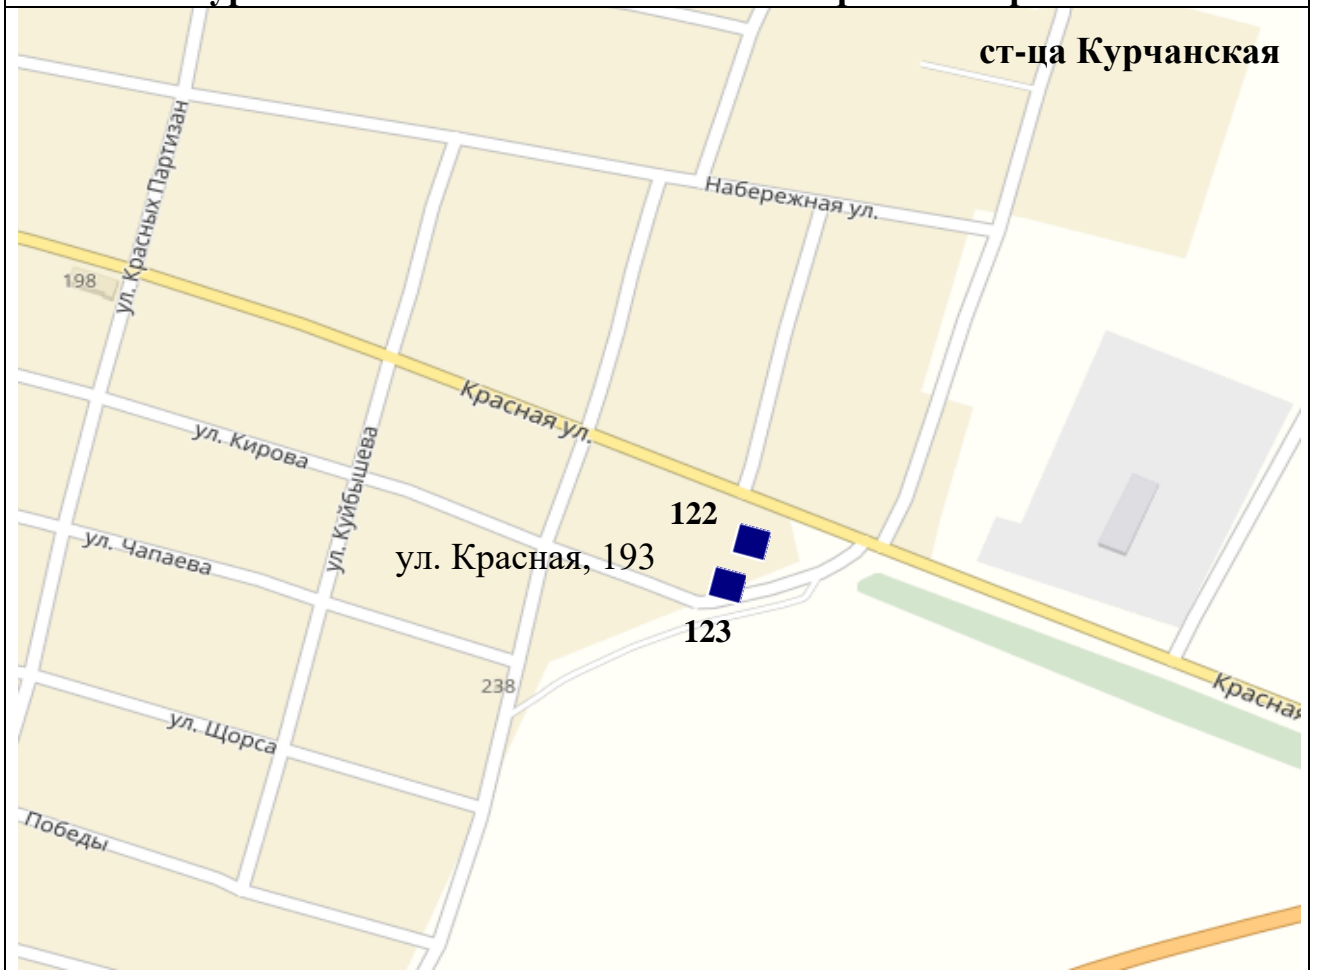 ст-ца Курчанская
ул. Красных Партизан
Набережная ул.
198
Красная ул.
ул. Кирова
ул. Куйбышева
122
ул. Чапаева
ул. Красная, 193
123
238
Красная
ул. Щорса
Победы